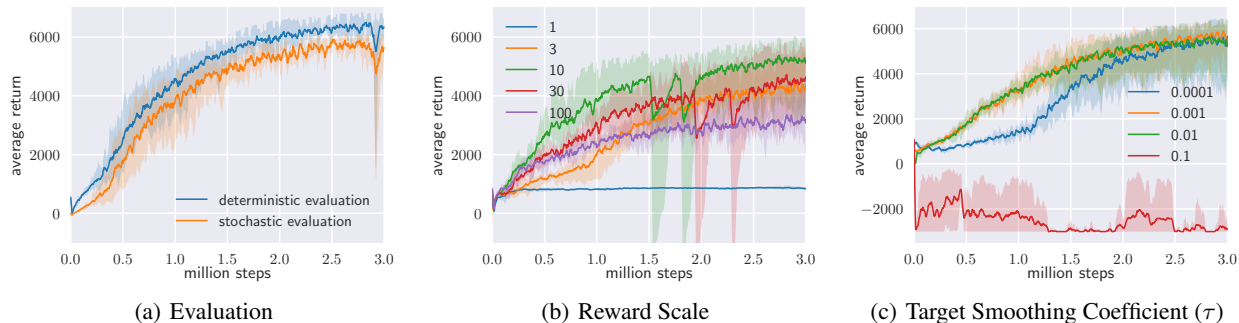 average return
6000
4000
2000
0
deterministic evaluation
stochastic evaluation
0.0 0.5 1.0 1.5 2.0 2.5 3.0
million steps
(a) Evaluation
average return
6000
4000
2000
0
1
3
10
30
100
0.0 0.5 1.0 1.5 2.0 2.5 3.0
million steps
(b) Reward Scale
average return
6000
4000
2000
0
−2000
0.0001
0.001
0.01
0.1
0.0 0.5 1.0 1.5 2.0 2.5 3.0
million steps
(c) Target Smoothing Coefficient (τ)